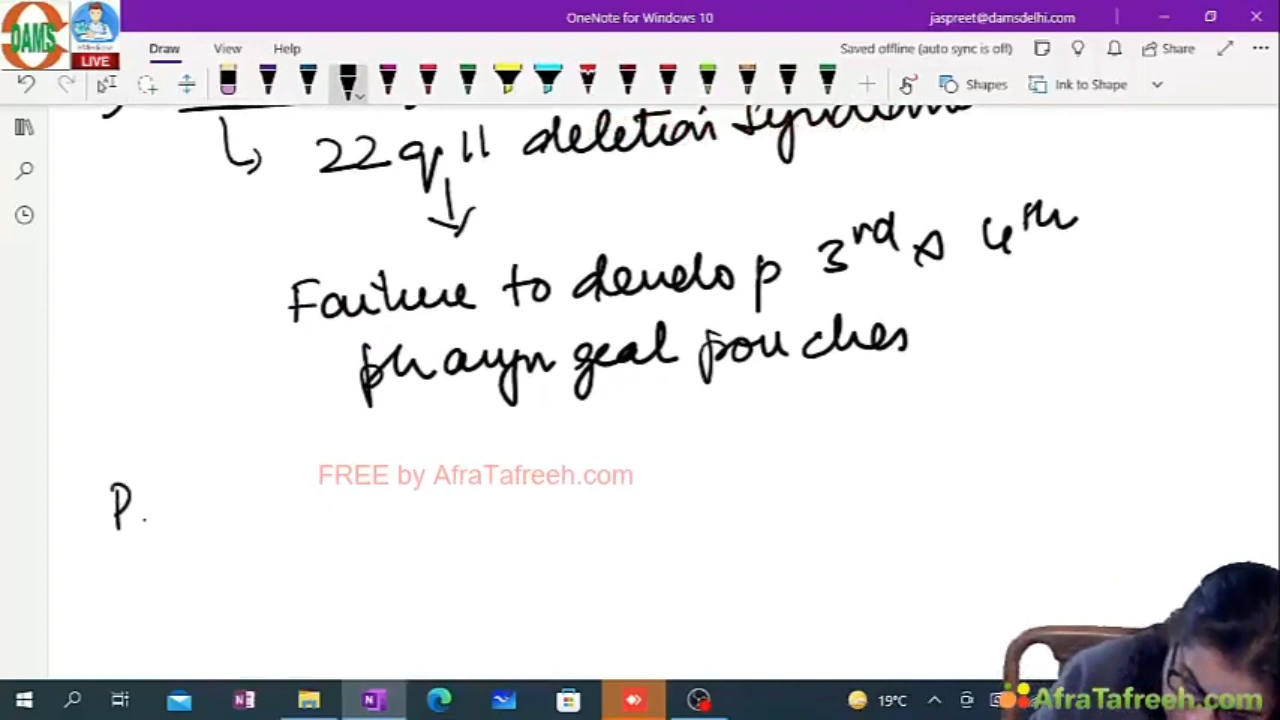 DAMS
LIVE
OneNote for Windows 10
jaspreet@damsdelhi.com
Draw
View
Help
Saved offline (auto sync is off)
Share
Shapes
Ink to Shape
22q11 deletion syndrome
Failure to develop 3rd & 4th
pharyngeal pouches
FREE by AfraTafreeh.com
P.
19°C
AfraTafreeh.com